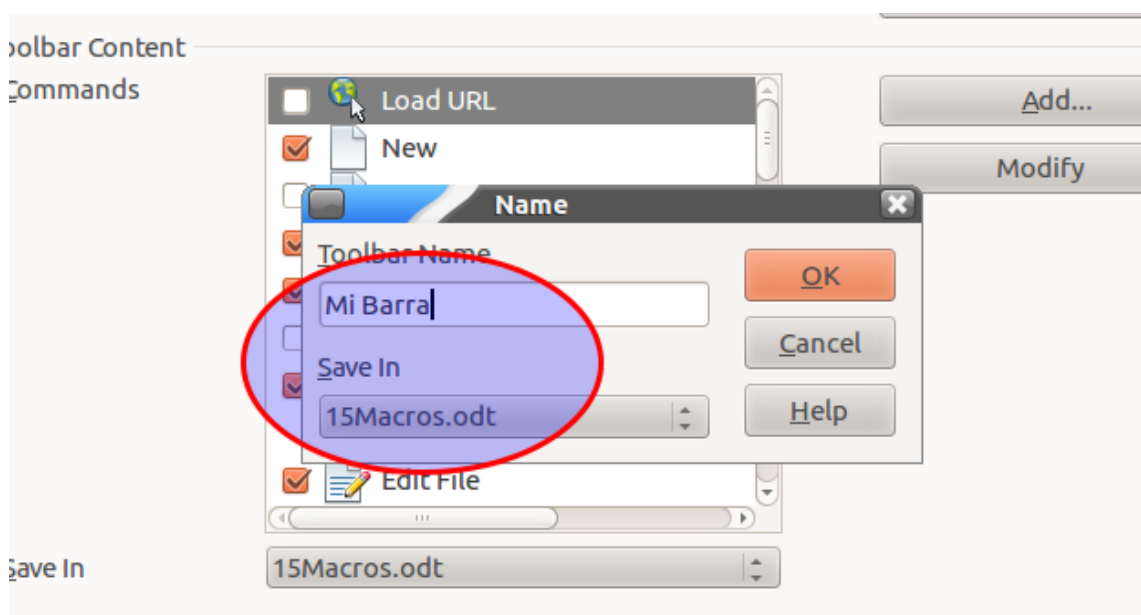 oolbar Content
Commands
Load URL
Add...
New
Modify
Name
Toolbar Name
OK
Mi Barra
Cancel
Save In
15Macros.odt
Help
Edit File
Save In
15Macros.odt